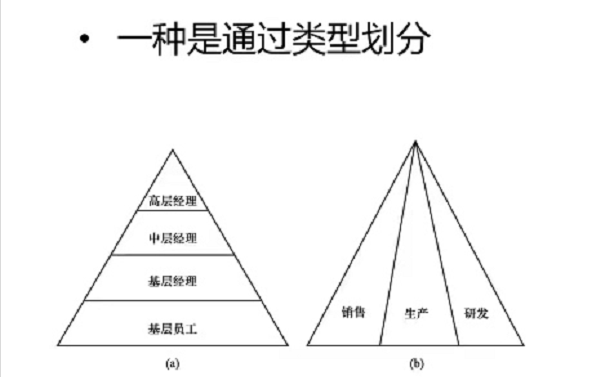 • 一种是通过类型划分
高层经理
中层经理
基层经理
基层员工
销售
生产
研发
(a)
(b)